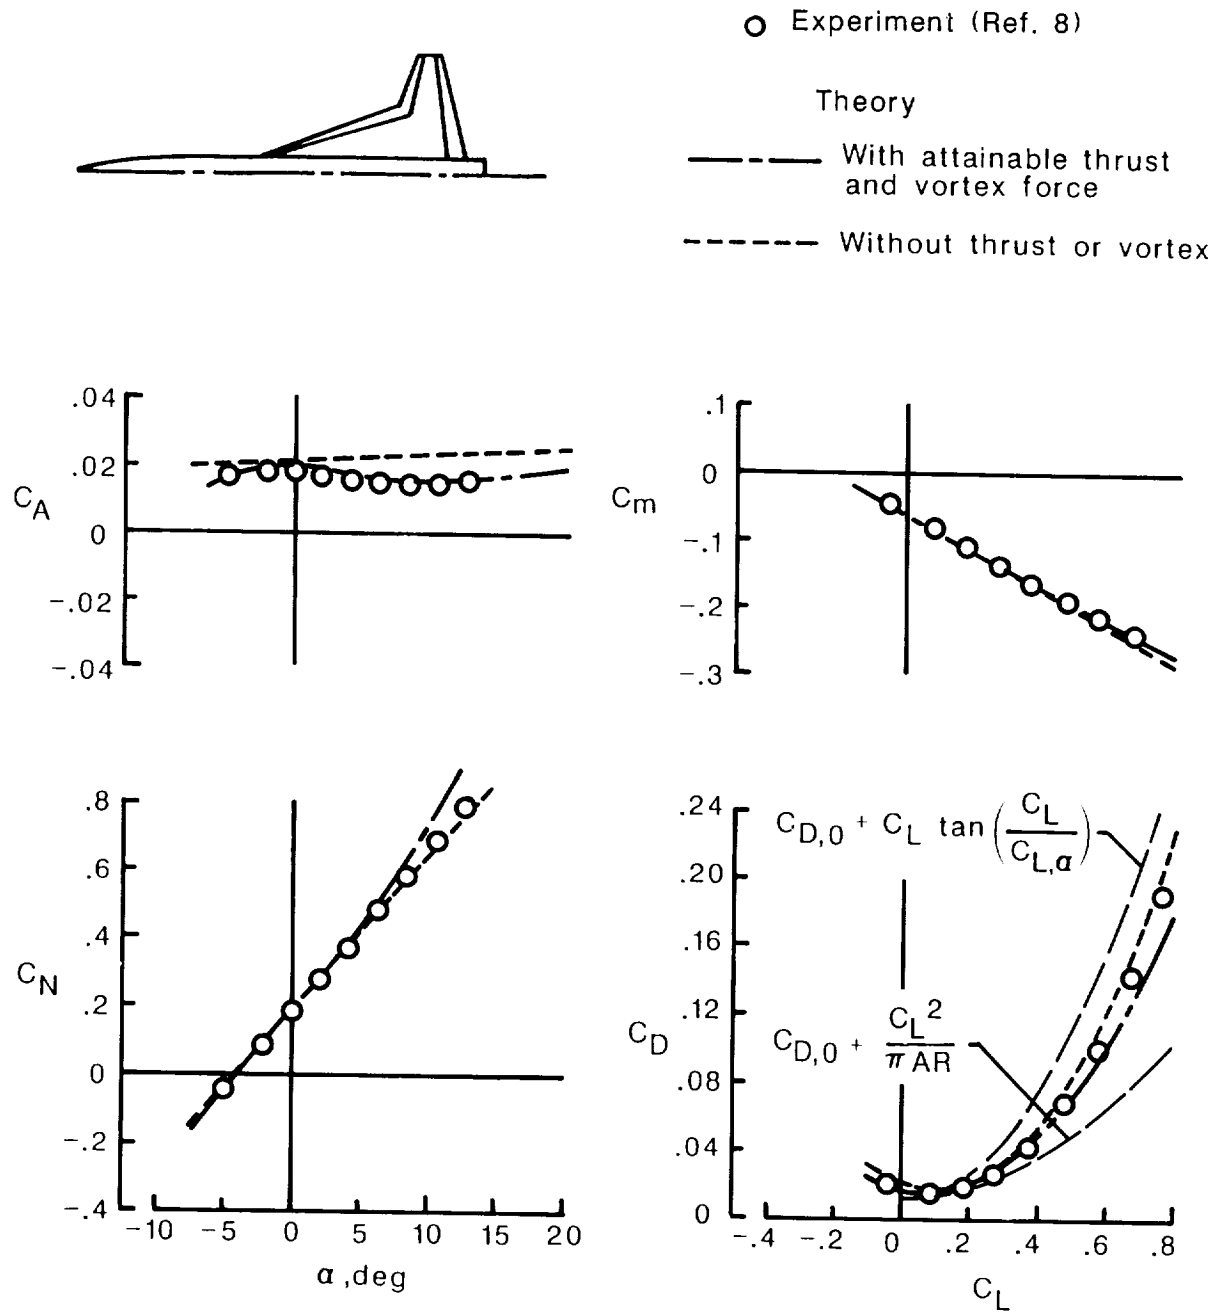 Experiment (Ref. 8)
Theory
With attainable thrust
and vortex force
Without thrust or vortex
.04
.02
C_A
0
-.02
-.04
.1
0
C_m
-.1
-.2
-.3
.8
.6
.4
C_N
.2
0
-.2
-.4
-10 -5 0 5 10 15 20
α, deg
.24
C_D,0 + C_L tan(C_L / C_L,α)
.20
.16
.12
C_D
C_D,0 + C_L² / π AR
.08
.04
0
-.4 -.2 0 .2 .4 .6 .8
C_L